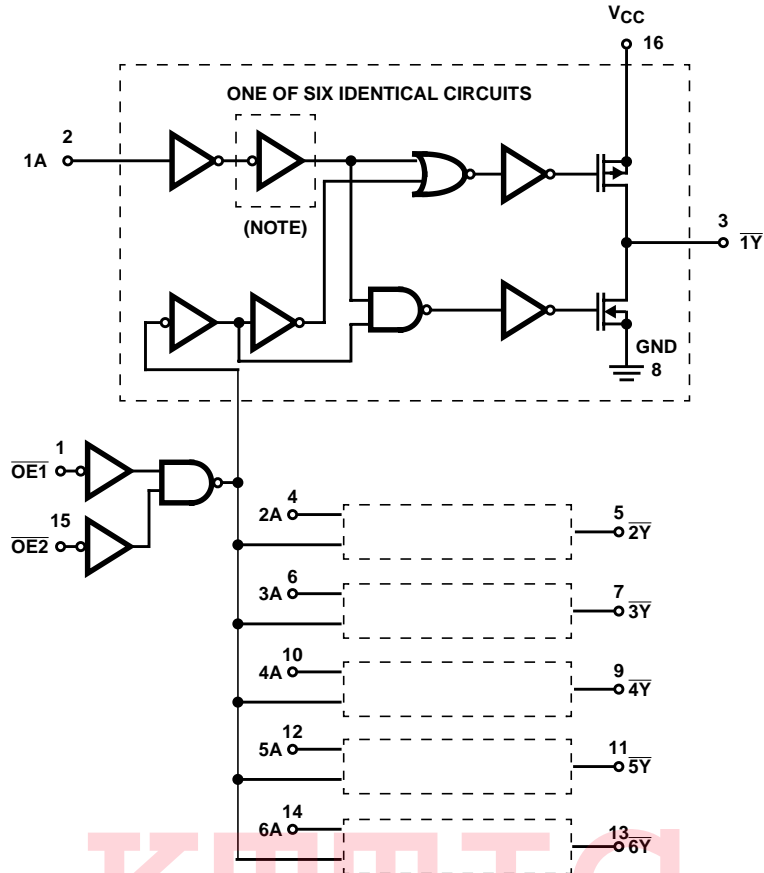 VCC
16
ONE OF SIX IDENTICAL CIRCUITS
2
1A
(NOTE)
3
1Y
GND
8
1
OE1
15
OE2
4
2A
5
2Y
6
3A
7
3Y
10
4A
9
4Y
12
5A
11
5Y
14
6A
13
6Y